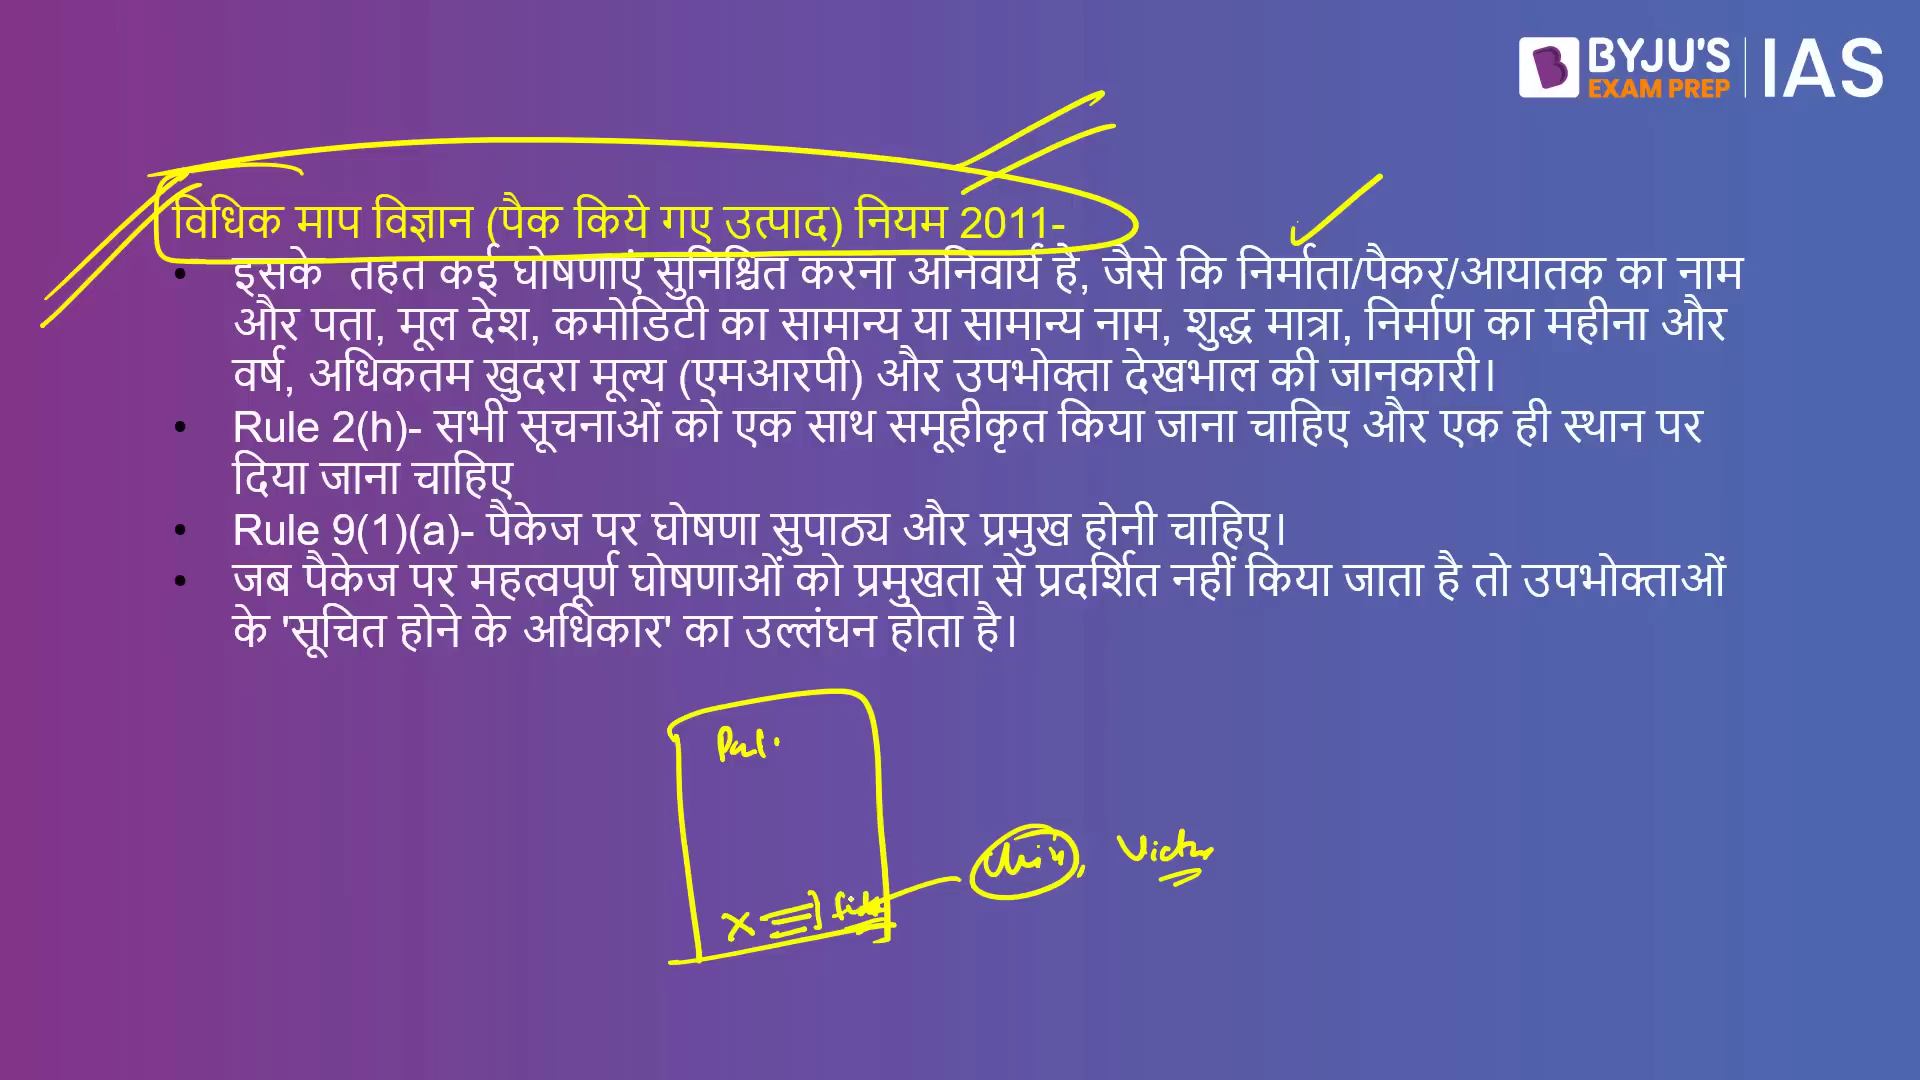 BYJU'S
EXAM PREP
IAS
विधिक माप विज्ञान (पैक किये गए उत्पाद) नियम 2011-
• इसके तहत कई घोषणाएं सुनिश्चित करना अनिवार्य है, जैसे कि निर्माता/पैकर/आयातक का नाम
और पता, मूल देश, कमोडिटी का सामान्य या सामान्य नाम, शुद्ध मात्रा, निर्माण का महीना और
वर्ष, अधिकतम खुदरा मूल्य (एमआरपी) और उपभोक्ता देखभाल की जानकारी।
• Rule 2(h)- सभी सूचनाओं को एक साथ समूहीकृत किया जाना चाहिए और एक ही स्थान पर
दिया जाना चाहिए
• Rule 9(1)(a)- पैकेज पर घोषणा सुपाठ्य और प्रमुख होनी चाहिए।
• जब पैकेज पर महत्वपूर्ण घोषणाओं को प्रमुखता से प्रदर्शित नहीं किया जाता है तो उपभोक्ताओं
के 'सूचित होने के अधिकार' का उल्लंघन होता है।
X